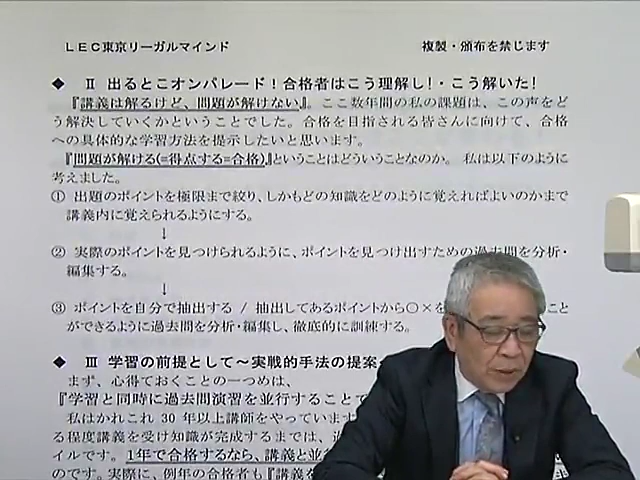 LEC東京リーガルマインド 複製・頒布を禁じます
◆ Ⅱ 出るとこオンパレード！合格者はこう理解し！・こう解いた！
『講義は解るけど、問題が解けない』。ここ数年間の私の課題は、この声をど
う解決していくかということでした。合格を目指される皆さんに向けて、合格
への具体的な学習方法を提示したいと思います。
『問題が解ける(=得点する=合格)』ということはどういうことなのか。 私は以下のように
考えました。
① 出題のポイントを極限まで絞り、しかもどの知識をどのように覚えればよいのかまで
講義内に覚えられるようにする。
↓
② 実際のポイントを見つけられるように、ポイントを見つけ出すための過去問を分析・
編集する。
↓
③ ポイントを自分で抽出する / 抽出してあるポイントから○×を こと
ができるように過去問を分析・編集し、徹底的に訓練する。
◆ Ⅲ 学習の前提として～実戦的手法の提案
まず、心得ておくことの一つめは、
『学習と同時に過去問演習を並行すること
私はかれこれ 30 年以上講師をやっています
る程度講義を受け知識が完成するまでは、
イルです。1年で合格するなら、講義と並
のです。実際に、例年の合格者も『講義を